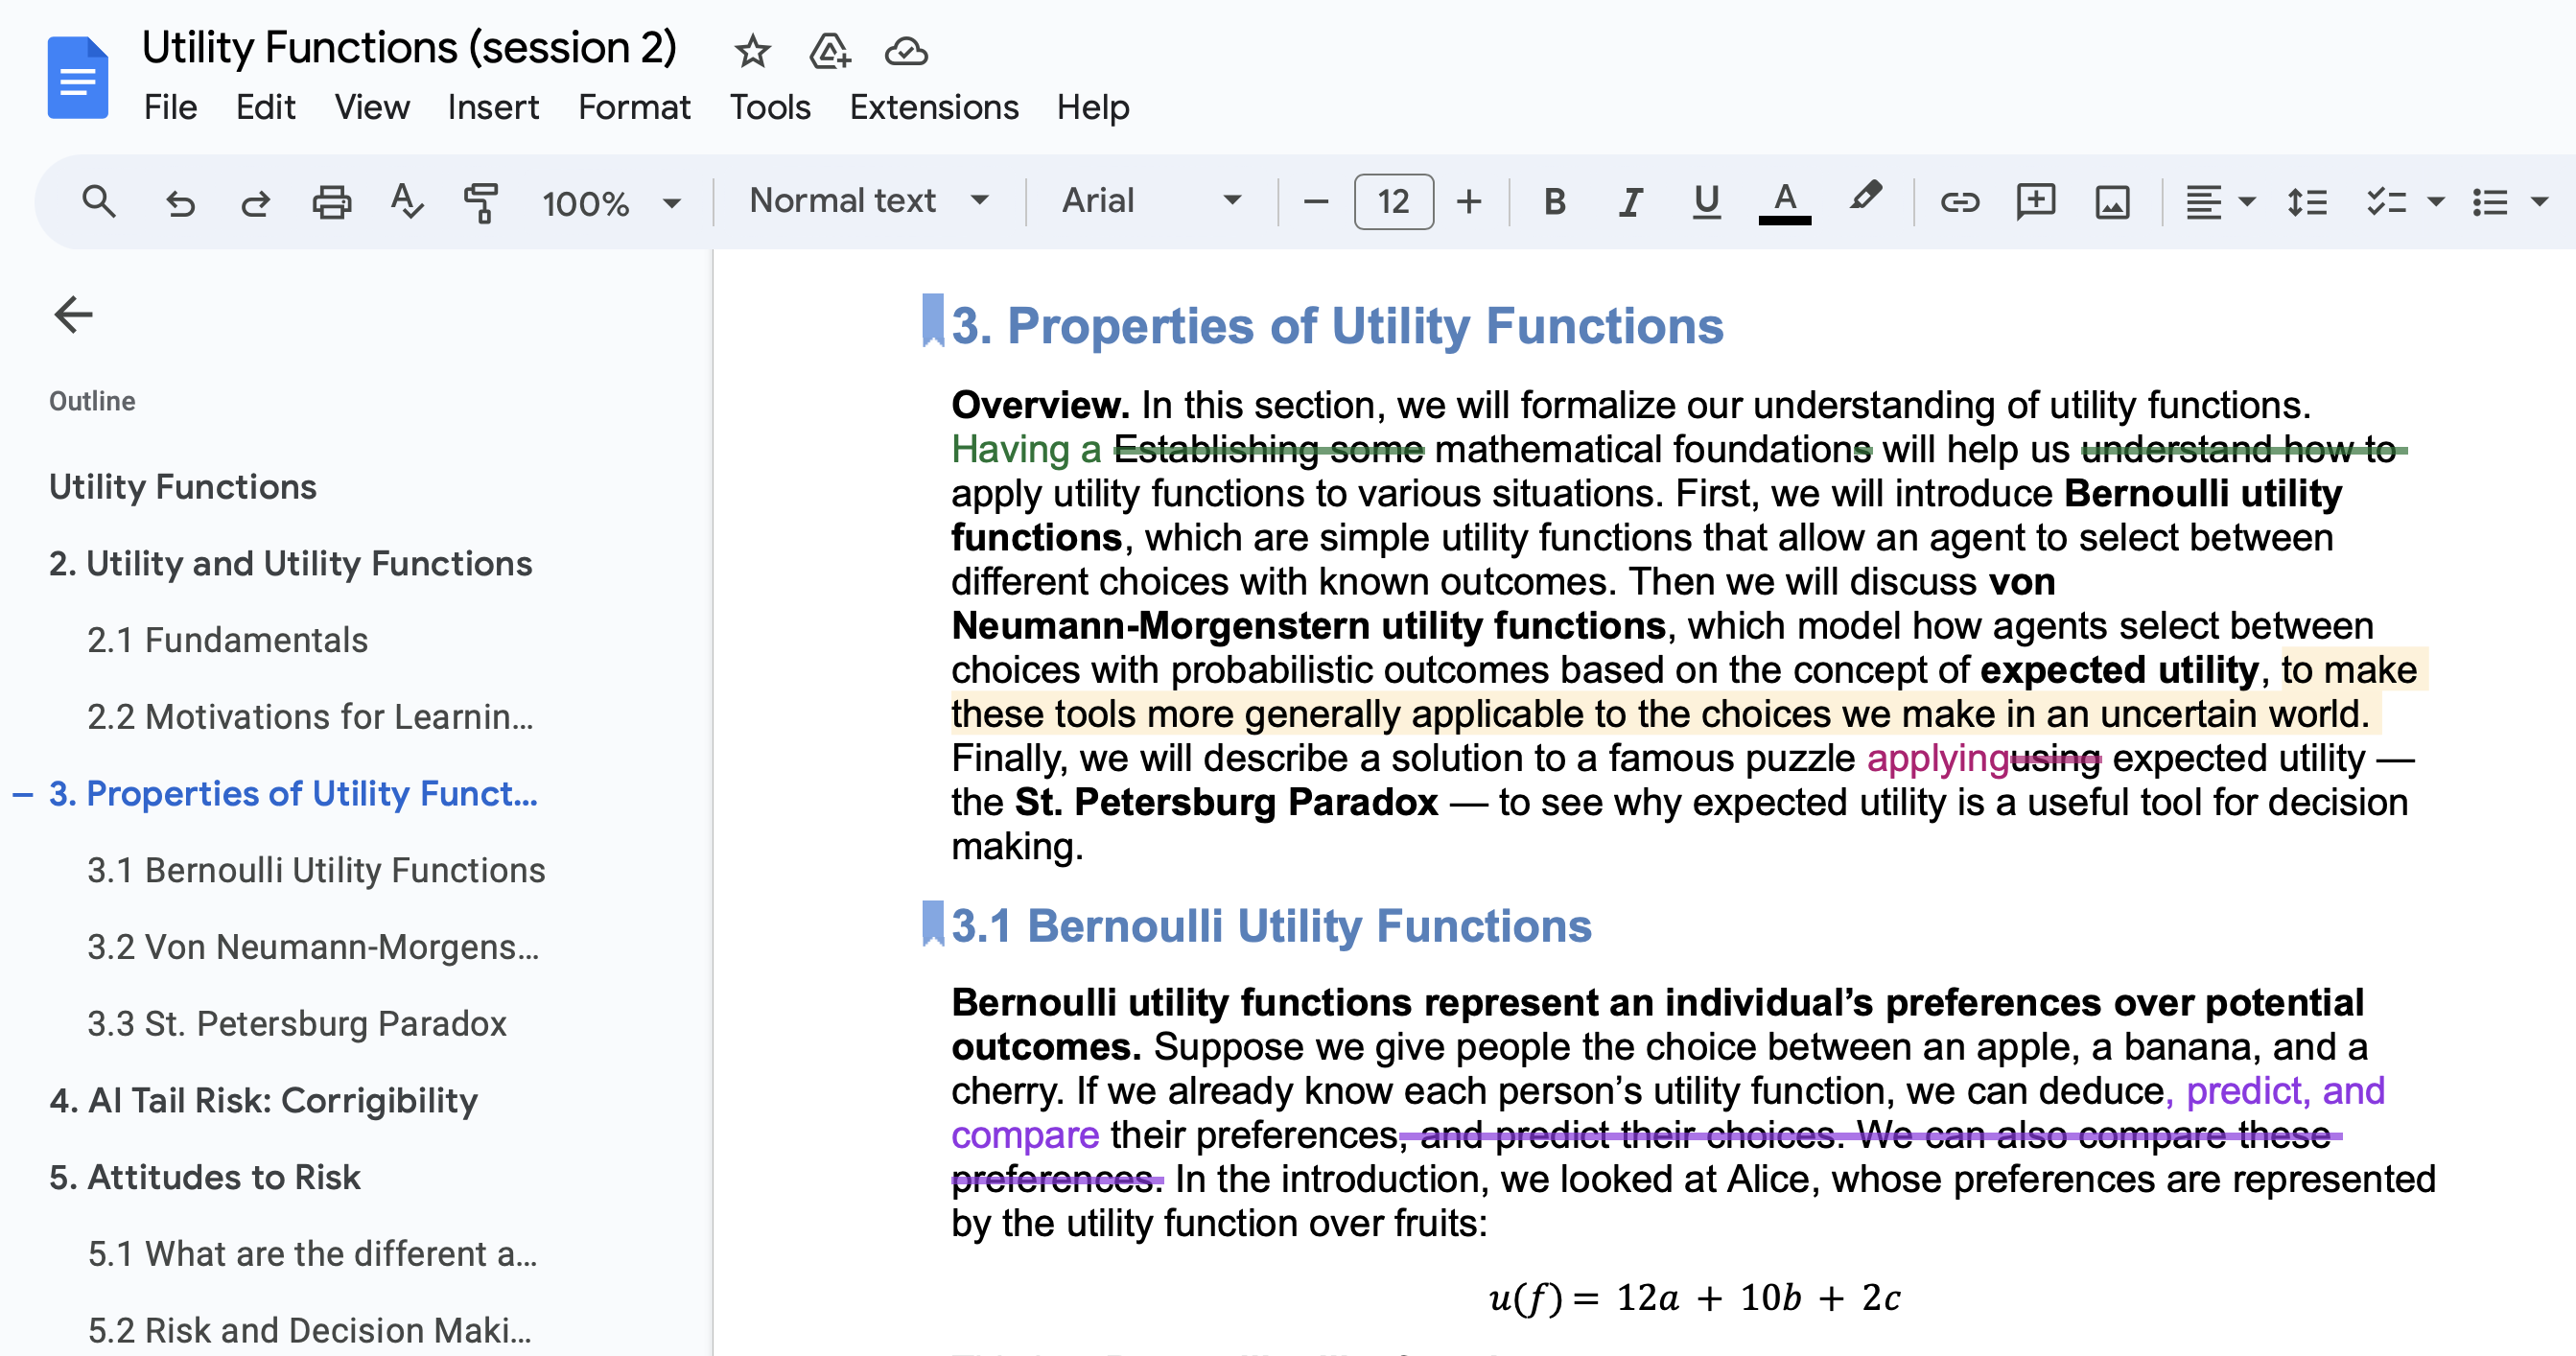 Utility Functions (session 2)
File Edit View Insert Format Tools Extensions Help
100% Normal text Arial 12 B I U A
Outline
Utility Functions
2. Utility and Utility Functions
2.1 Fundamentals
2.2 Motivations for Learnin...
3. Properties of Utility Funct...
3.1 Bernoulli Utility Functions
3.2 Von Neumann-Morgens...
3.3 St. Petersburg Paradox
4. AI Tail Risk: Corrigibility
5. Attitudes to Risk
5.1 What are the different a...
5.2 Risk and Decision Maki...
3. Properties of Utility Functions
Overview. In this section, we will formalize our understanding of utility functions.
Having a Establishing some mathematical foundations will help us understand how to
apply utility functions to various situations. First, we will introduce Bernoulli utility
functions, which are simple utility functions that allow an agent to select between
different choices with known outcomes. Then we will discuss von
Neumann-Morgenstern utility functions, which model how agents select between
choices with probabilistic outcomes based on the concept of expected utility, to make
these tools more generally applicable to the choices we make in an uncertain world.
Finally, we will describe a solution to a famous puzzle applyingusing expected utility —
the St. Petersburg Paradox — to see why expected utility is a useful tool for decision
making.
3.1 Bernoulli Utility Functions
Bernoulli utility functions represent an individual’s preferences over potential
outcomes. Suppose we give people the choice between an apple, a banana, and a
cherry. If we already know each person’s utility function, we can deduce, predict, and
compare their preferences, and predict their choices. We can also compare these
preferences. In the introduction, we looked at Alice, whose preferences are represented
by the utility function over fruits:
u(f) = 12a + 10b + 2c